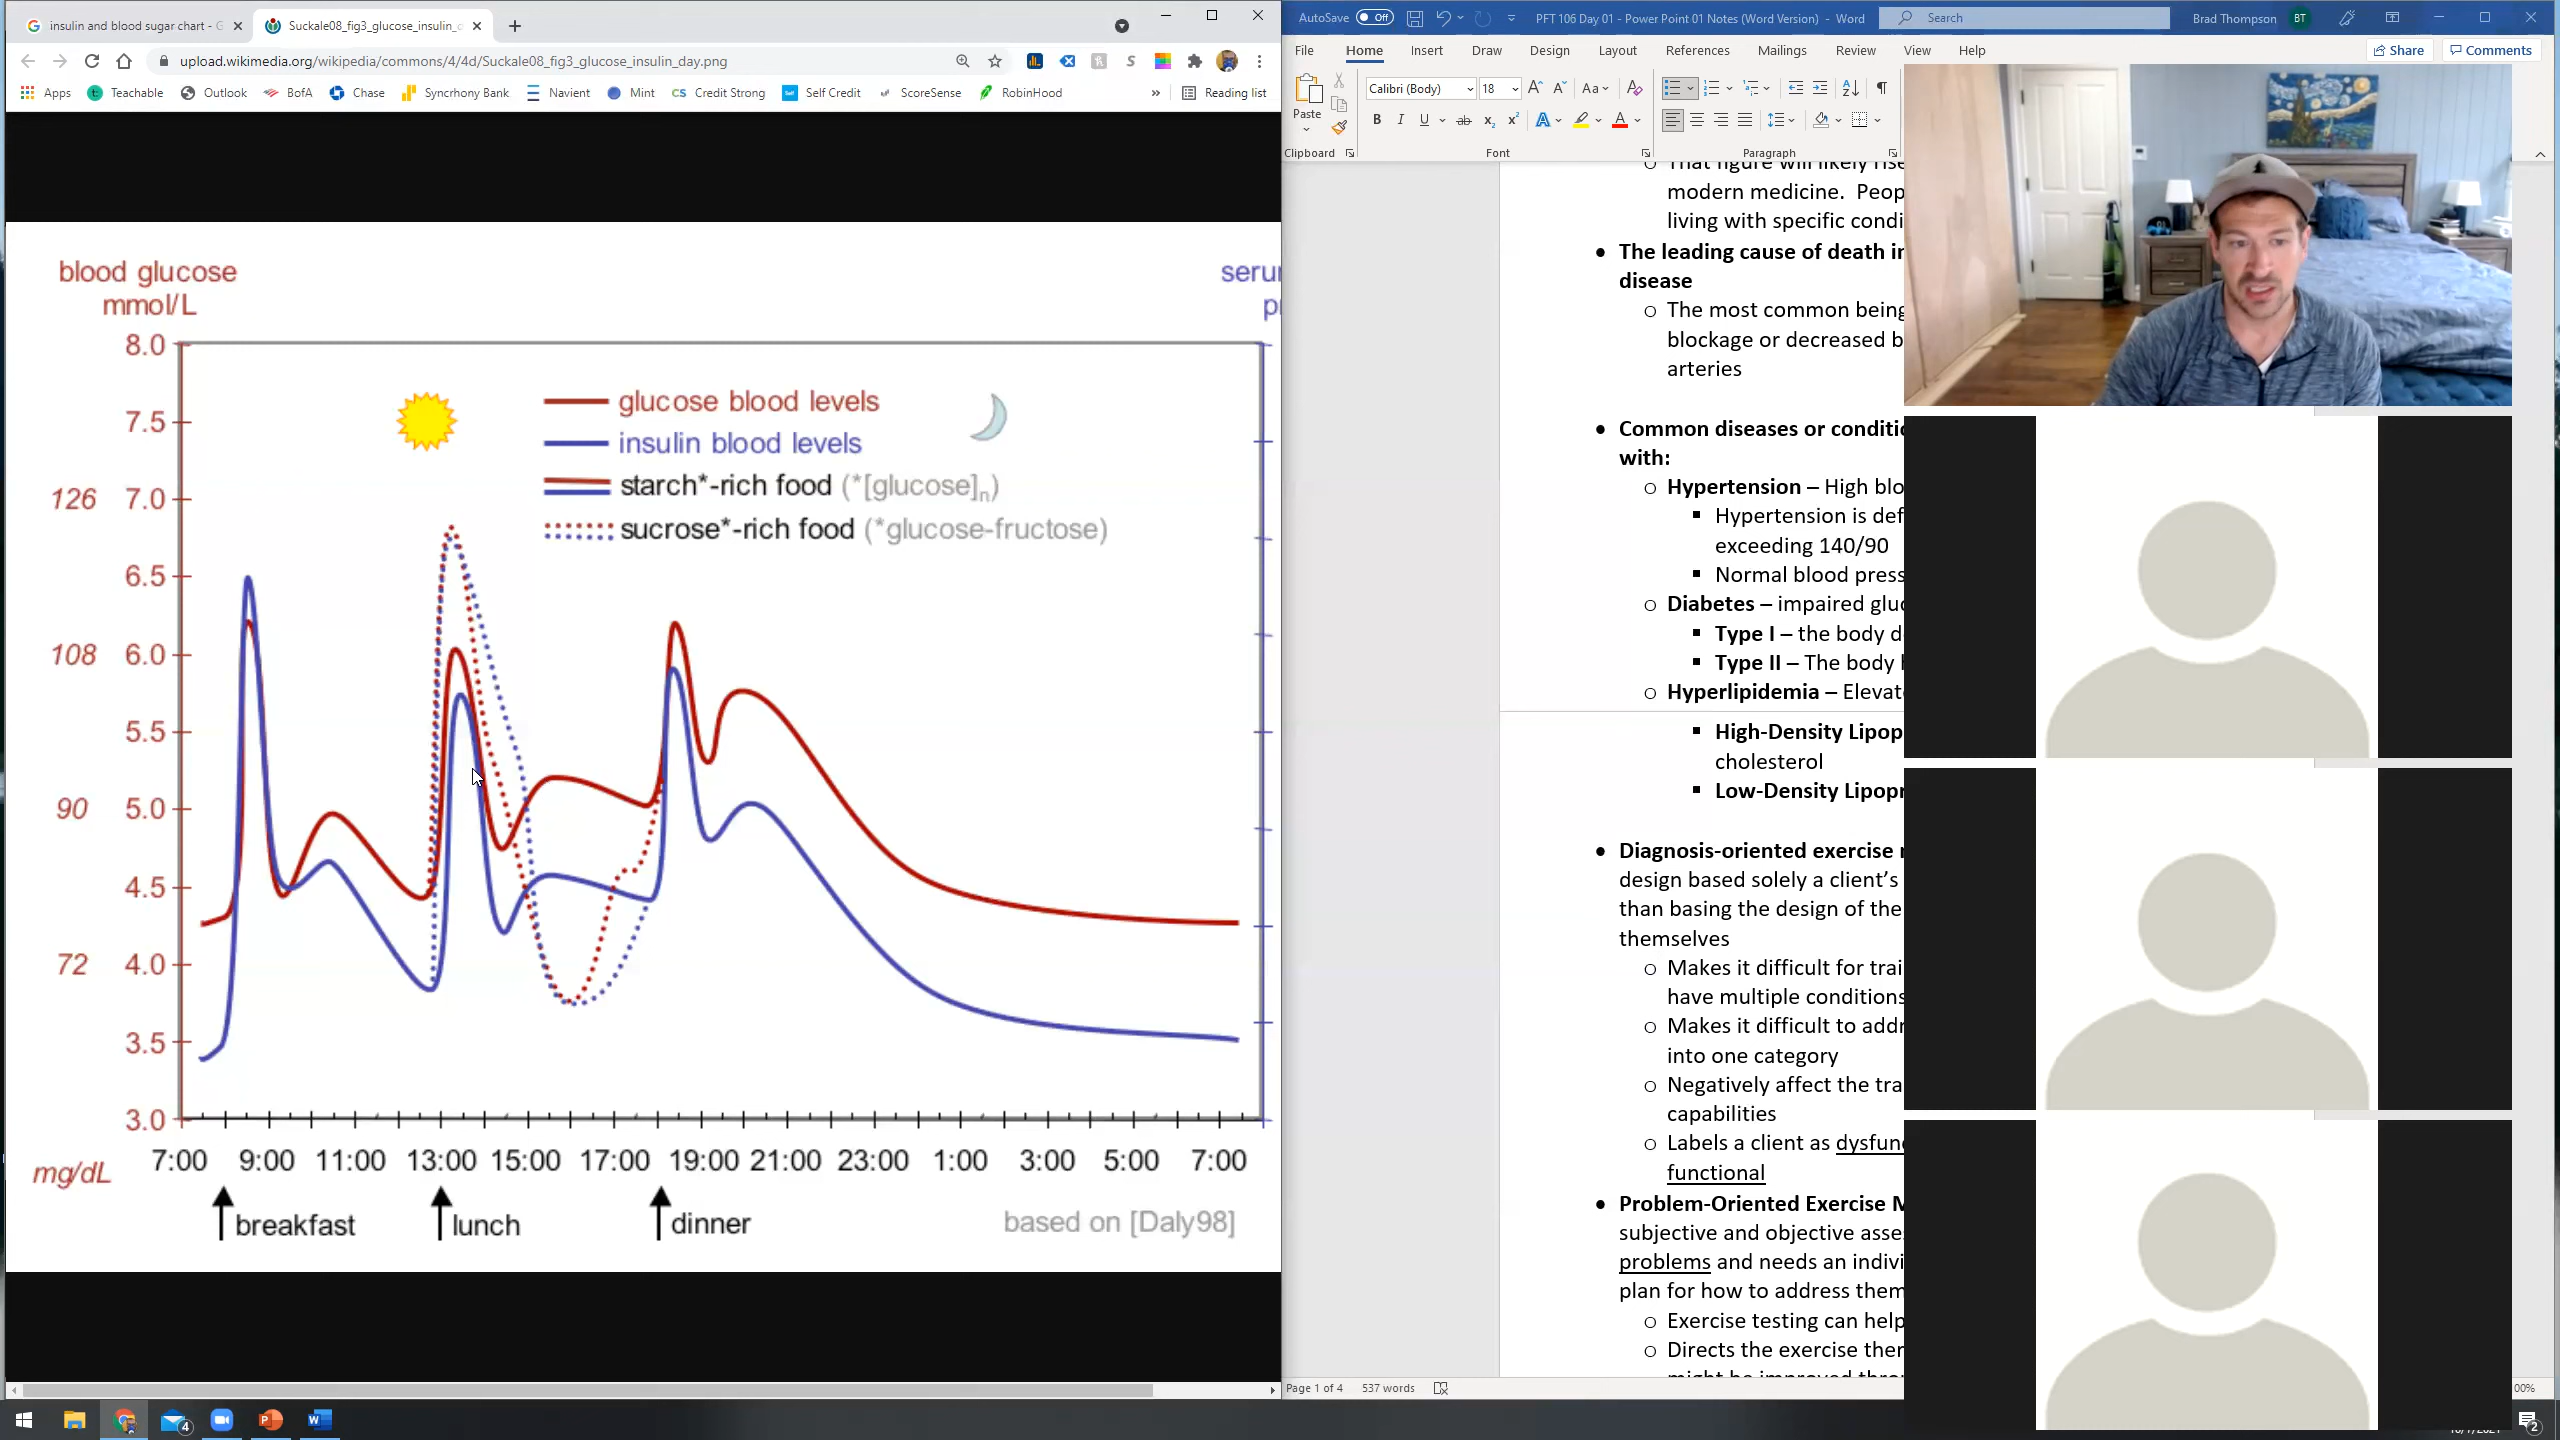 insulin and blood sugar chart - G
Suckale08_fig3_glucose_insulin_d
upload.wikimedia.org/wikipedia/commons/4/4d/Suckale08_fig3_glucose_insulin_day.png
Apps Teachable Outlook BofA Chase Syncrhony Bank Navient Mint CS Credit Strong Self Credit ScoreSense RobinHood » Reading list
blood glucose
mmol/L
seru
p
8.0
7.5
126 7.0
6.5
108 6.0
5.5
90 5.0
4.5
72 4.0
3.5
3.0
glucose blood levels
insulin blood levels
starch*-rich food (*[glucose]n)
sucrose*-rich food (*glucose-fructose)
7:00 9:00 11:00 13:00 15:00 17:00 19:00 21:00 23:00 1:00 3:00 5:00 7:00
mg/dL
breakfast
lunch
dinner
based on [Daly98]
4
AutoSave Off PFT 106 Day 01 - Power Point 01 Notes (Word Version) - Word Search Brad Thompson BT
File Home Insert Draw Design Layout References Mailings Review View Help Share Comments
Calibri (Body) 18
Paste
Clipboard Font Paragraph
modern medicine. Peop
living with specific condi
The leading cause of death in
disease
The most common being
blockage or decreased b
arteries
Common diseases or conditio
with:
Hypertension – High blo
Hypertension is def
exceeding 140/90
Normal blood press
Diabetes – impaired gluc
Type I – the body d
Type II – The body
Hyperlipidemia – Elevat
High-Density Lipop
cholesterol
Low-Density Lipopr
Diagnosis-oriented exercise
design based solely a client's
than basing the design of the
themselves
Makes it difficult for trai
have multiple conditions
Makes it difficult to addr
into one category
Negatively affect the tra
capabilities
Labels a client as dysfunc
functional
Problem-Oriented Exercise M
subjective and objective asse
problems and needs an indivi
plan for how to address them
Exercise testing can help
Directs the exercise ther
Page 1 of 4 537 words
00%
2